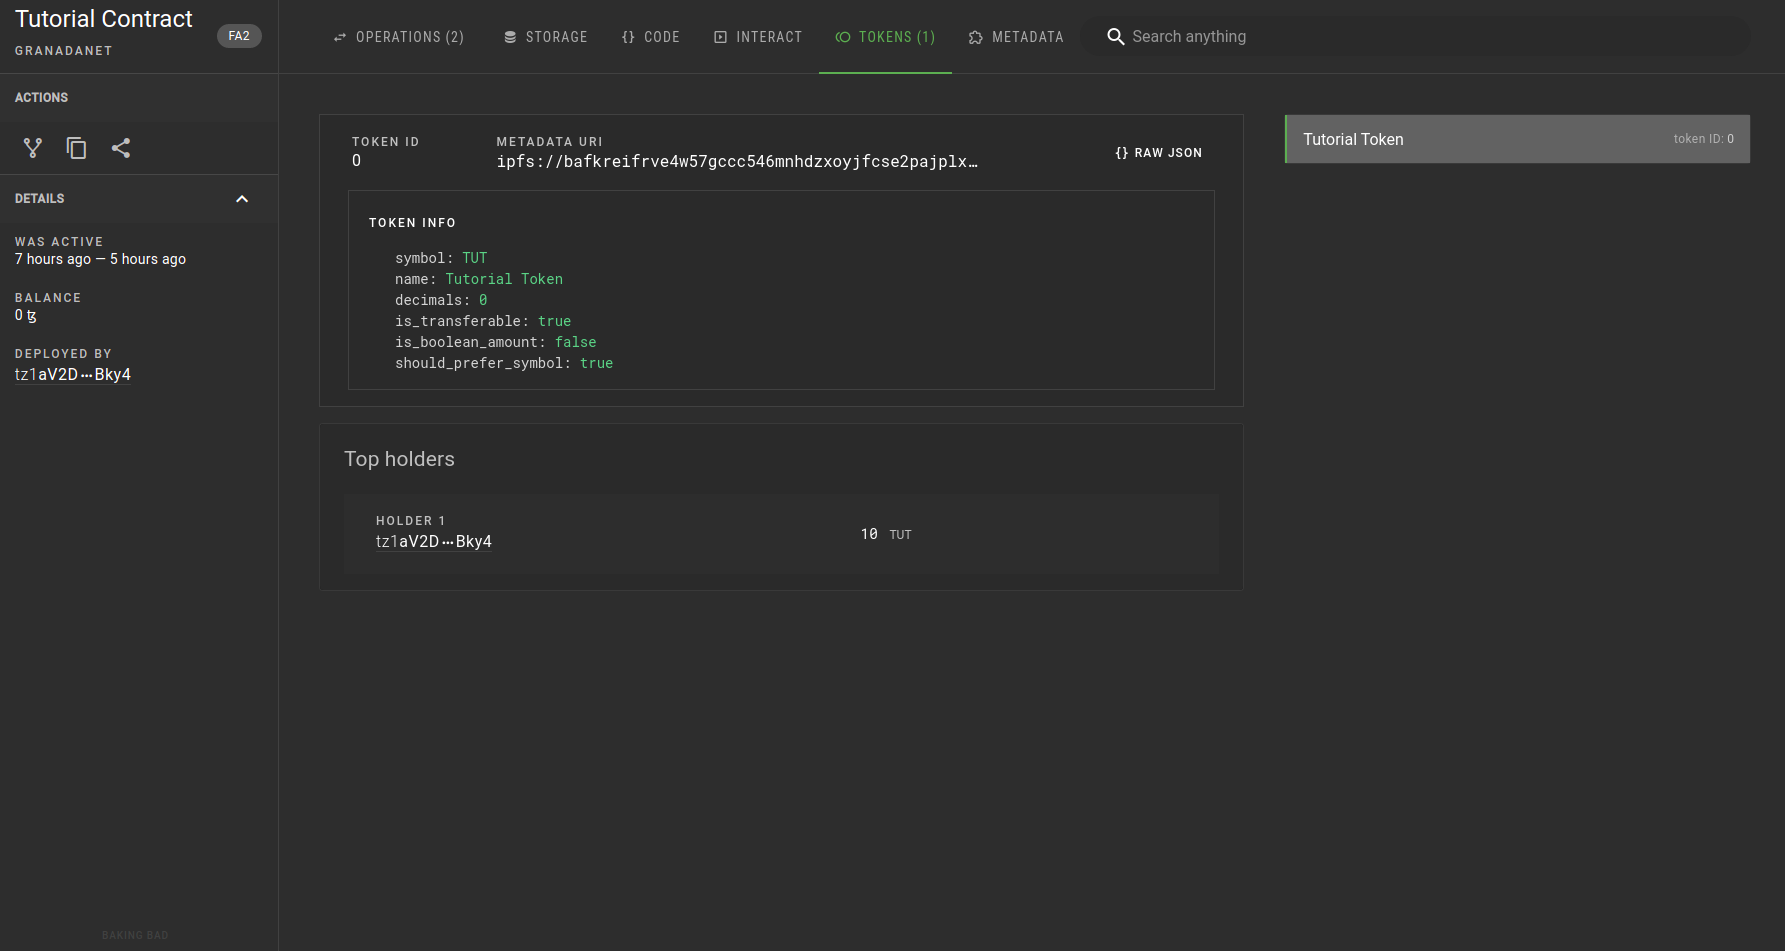 Tutorial Contract
GRANADANET
FA2
ACTIONS
DETAILS
WAS ACTIVE
7 hours ago — 5 hours ago
BALANCE
0 ꜩ
DEPLOYED BY
tz1aV2D···Bky4
BAKING BAD
OPERATIONS (2)
STORAGE
{} CODE
INTERACT
TOKENS (1)
METADATA
Search anything
TOKEN ID
0
METADATA URI
ipfs://bafkreifrve4w57gccc546mnhdzxoyjfcse2pajplx…
{} RAW JSON
TOKEN INFO
symbol: TUT
name: Tutorial Token
decimals: 0
is_transferable: true
is_boolean_amount: false
should_prefer_symbol: true
Top holders
HOLDER 1
tz1aV2D···Bky4
10 TUT
Tutorial Token
token ID: 0